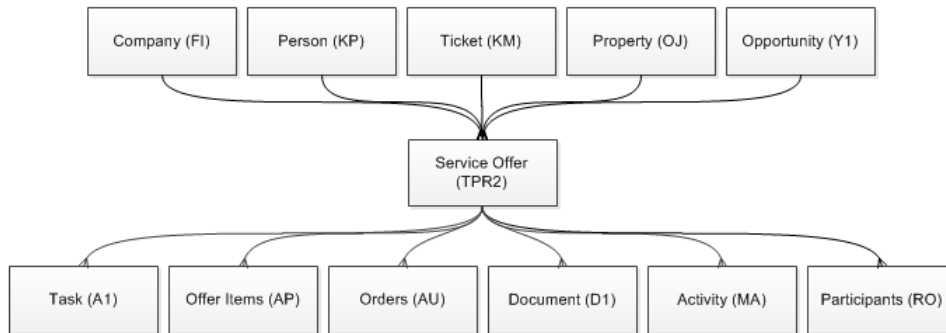 Company (FI)
Person (KP)
Ticket (KM)
Property (OJ)
Opportunity (Y1)
Service Offer
(TPR2)
Task (A1)
Offer Items (AP)
Orders (AU)
Document (D1)
Activity (MA)
Participants (RO)